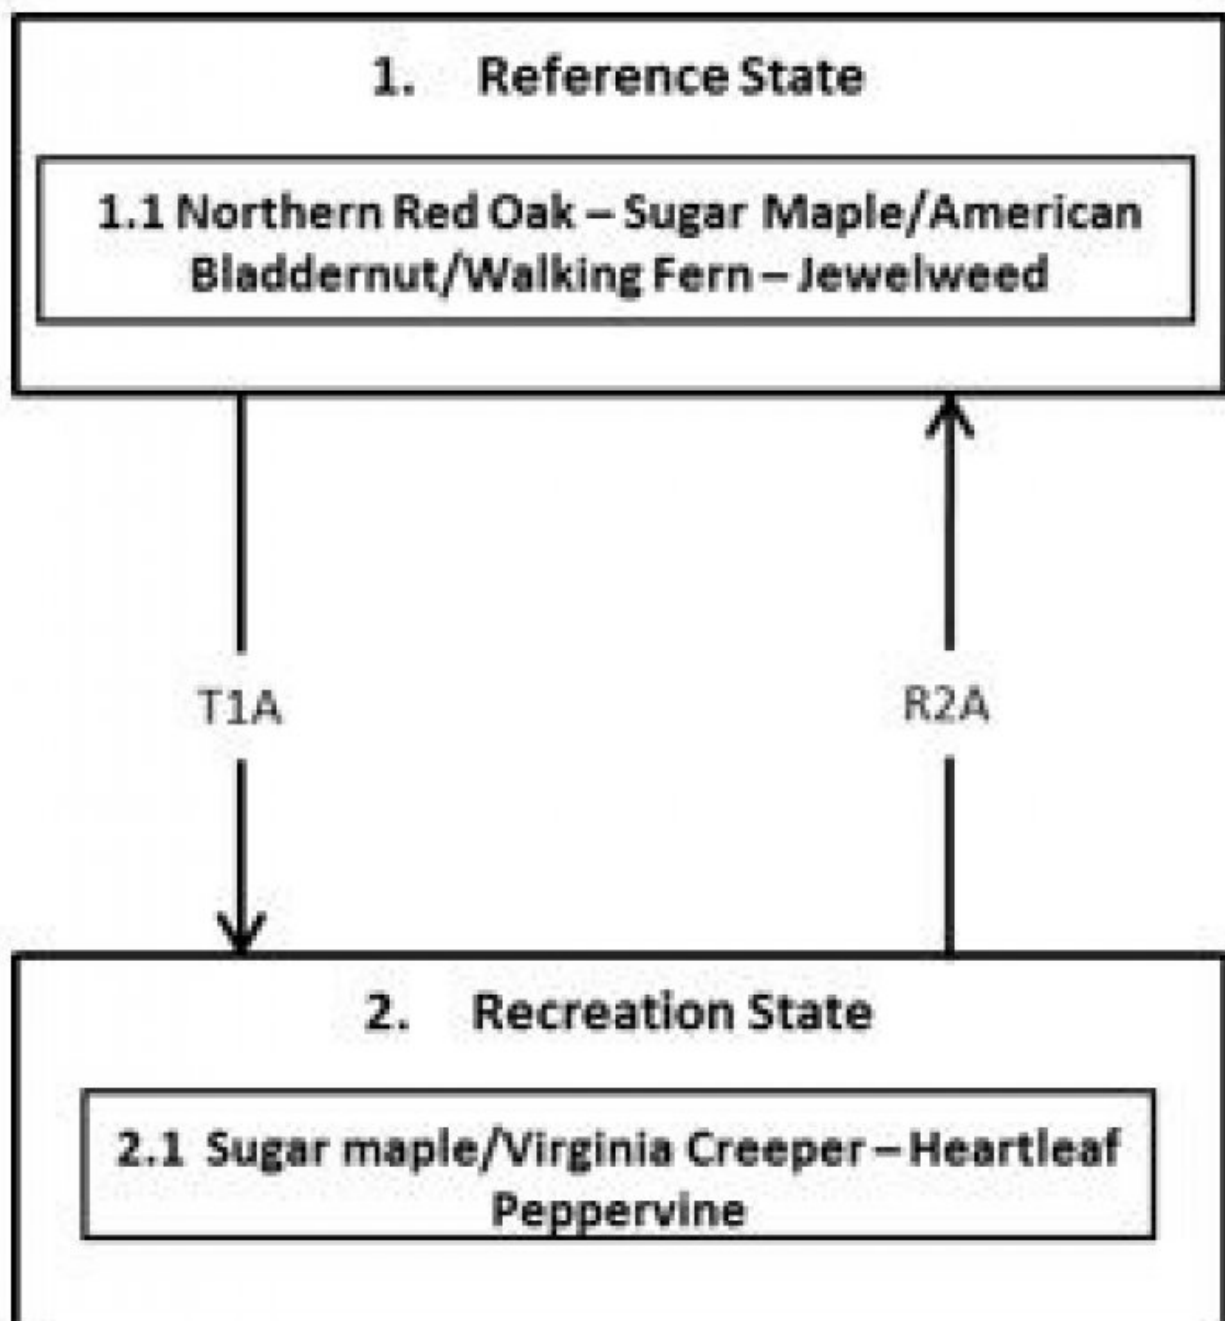 1. Reference State
1.1 Northern Red Oak – Sugar Maple/American
Bladdernut/Walking Fern – Jewelweed
T1A
R2A
2. Recreation State
2.1 Sugar maple/Virginia Creeper – Heartleaf
Peppervine